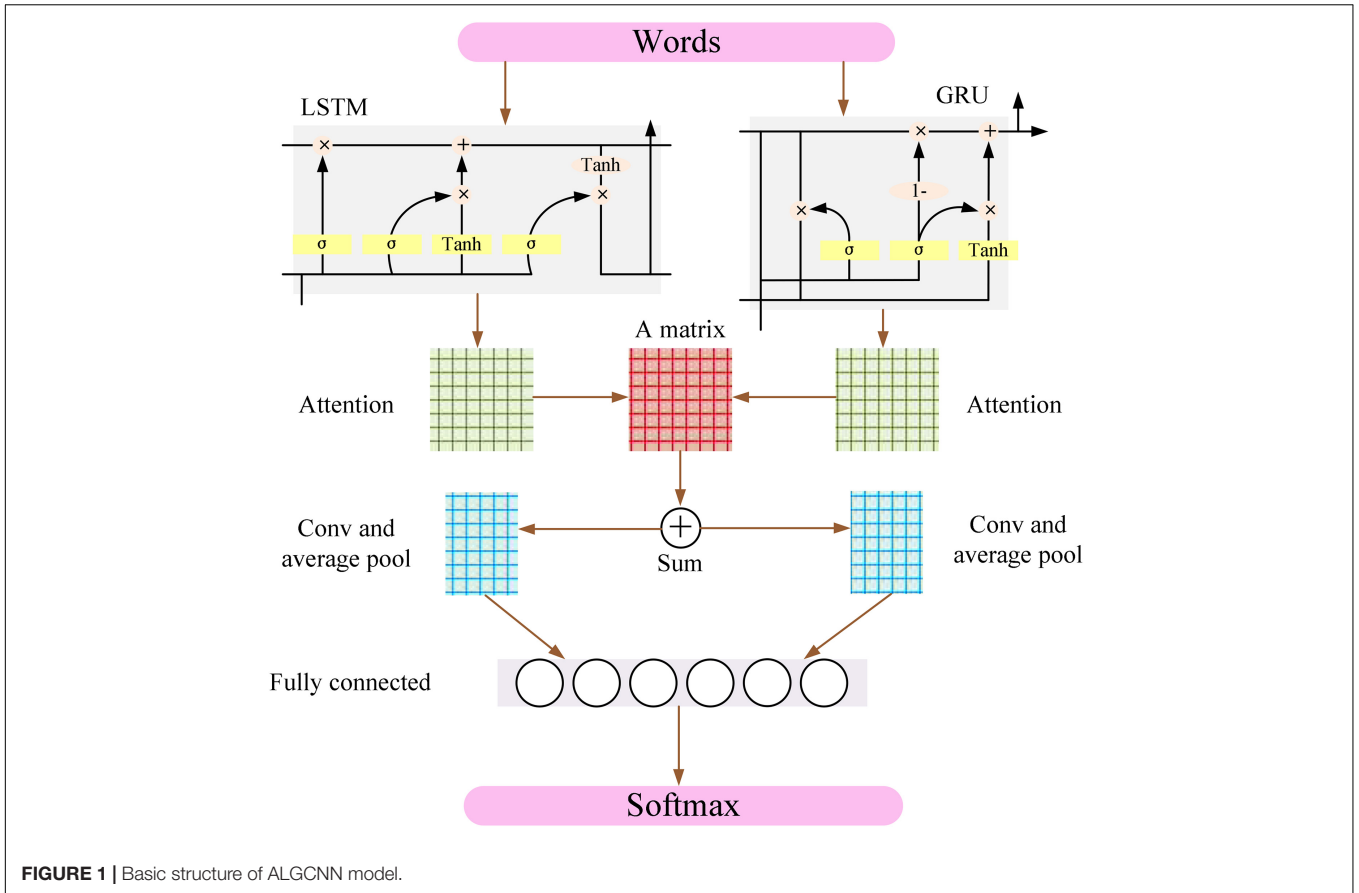 Words
LSTM
GRU
×
+
Tanh
×
×
σ
σ
Tanh
σ
×
+
1-
×
×
σ
σ
Tanh
A matrix
Attention
Attention
Conv and
average pool
+
Sum
Conv and
average pool
Fully connected
Softmax
FIGURE 1 | Basic structure of ALGCNN model.